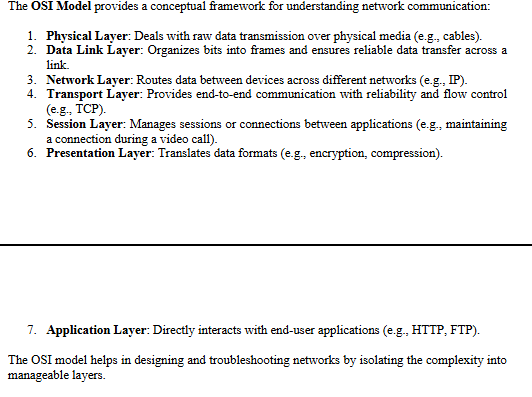 The OSI Model provides a conceptual framework for understanding network communication:
1. Physical Layer: Deals with raw data transmission over physical media (e.g., cables).
2. Data Link Layer: Organizes bits into frames and ensures reliable data transfer across a
link.
3. Network Layer: Routes data between devices across different networks (e.g., IP).
4. Transport Layer: Provides end-to-end communication with reliability and flow control
(e.g., TCP).
5. Session Layer: Manages sessions or connections between applications (e.g., maintaining
a connection during a video call).
6. Presentation Layer: Translates data formats (e.g., encryption, compression).
7. Application Layer: Directly interacts with end-user applications (e.g., HTTP, FTP).
The OSI model helps in designing and troubleshooting networks by isolating the complexity into
manageable layers.